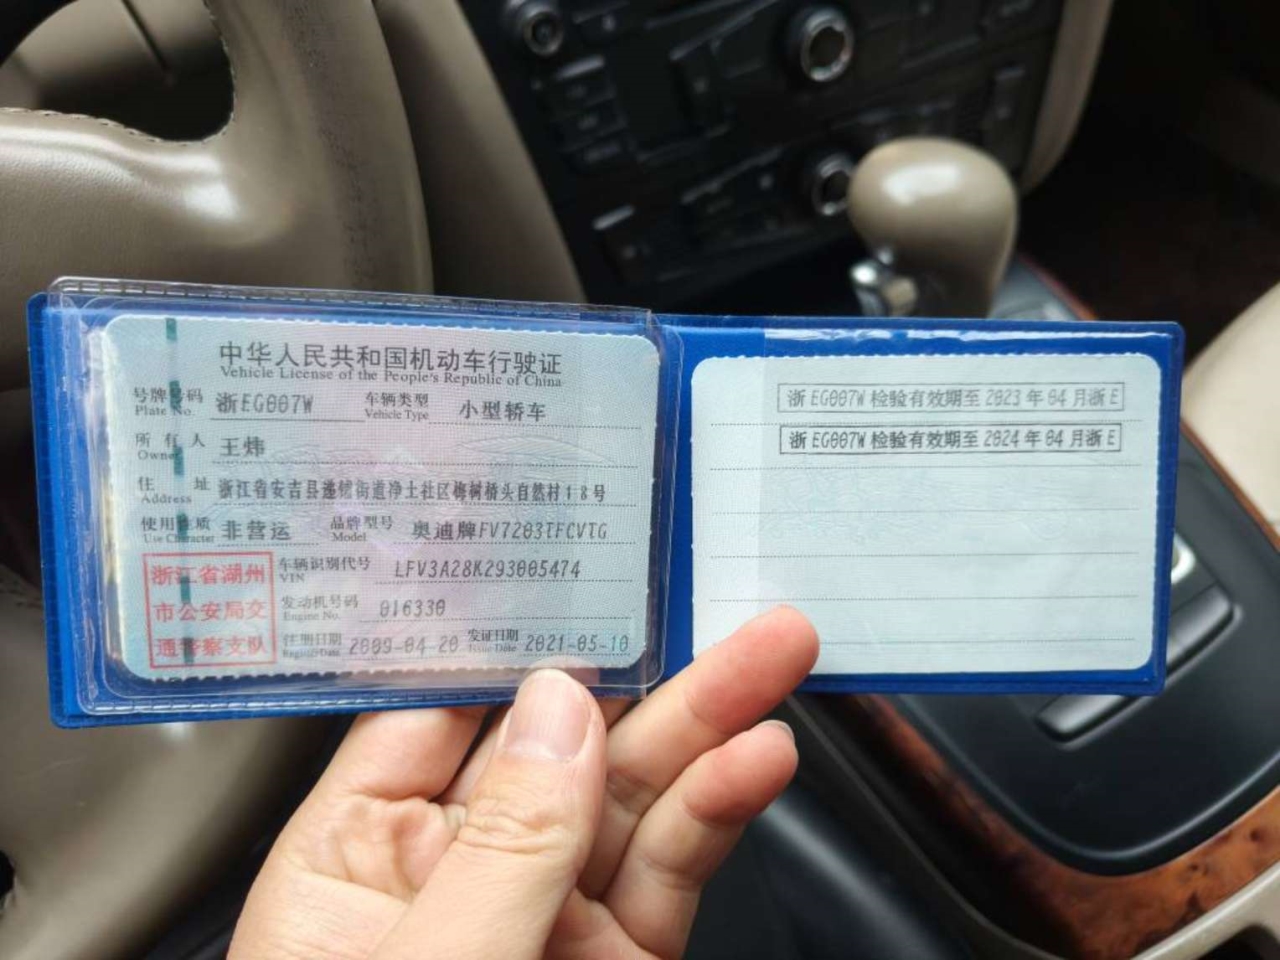 中华人民共和国机动车行驶证
Vehicle License of the People's Republic of China
号牌号码 浙EG007W 车辆类型 小型轿车
Plate No. Vehicle Type
所有人 王炜
Owner
住址 浙江省安吉县递铺街道净土社区梅树桥头自然村18号
Address
使用性质 非营运 品牌型号 奥迪牌FV7203TFCVTG
Use Character Model
浙江省湖州 车辆识别代号 LFV3A28K293005474
VIN
市公安局交 发动机号码 016330
Engine No.
通警察支队 注册日期 2009-04-20 发证日期 2021-05-10
Register Date Issue Date
浙EG007W检验有效期至2023年04月浙E
浙EG007W检验有效期至2024年04月浙E